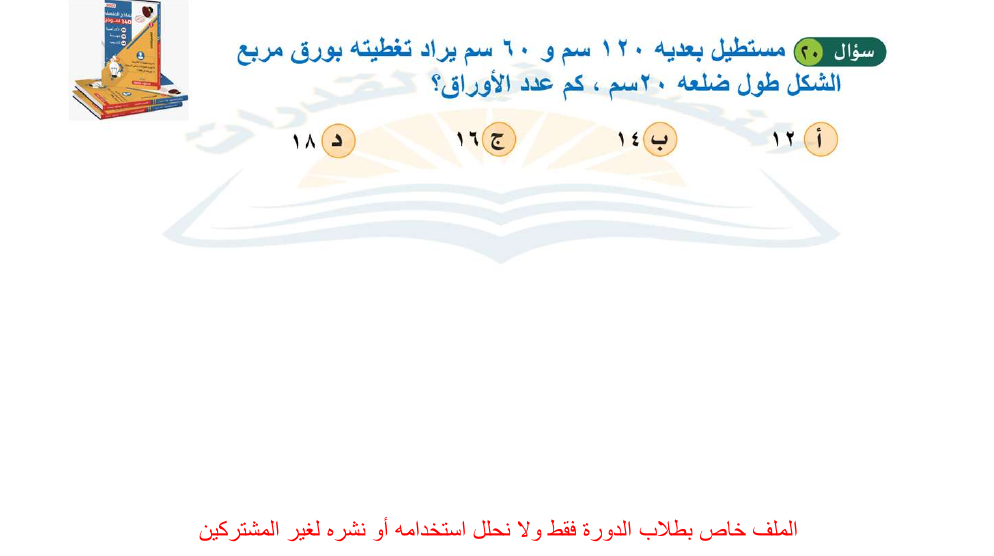 سؤال ٢٠ مستطيل بعديه ١٢٠ سم و ٦٠ سم يراد تغطيته بورق مربع
الشكل طول ضلعه ٢٠سم ، كم عدد الأوراق؟
أ ١٢ ب ١٤ ج ١٦ د ١٨
الملف خاص بطلاب الدورة فقط ولا نحلل استخدامه أو نشره لغير المشتركين